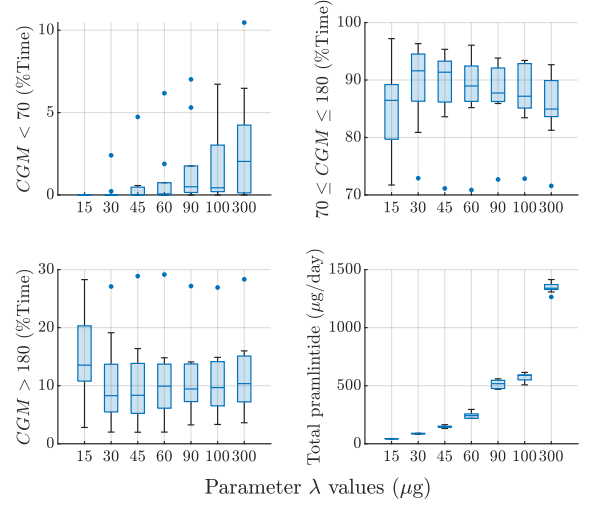 CGM < 70 (%Time)
10
5
0
15 30 45 60 90 100 300
70 ≤ CGM ≤ 180 (%Time)
100
90
80
70
15 30 45 60 90 100 300
CGM > 180 (%Time)
30
20
10
0
15 30 45 60 90 100 300
Total pramlintide (μg/day)
1500
1000
500
0
15 30 45 60 90 100 300
Parameter λ values (μg)